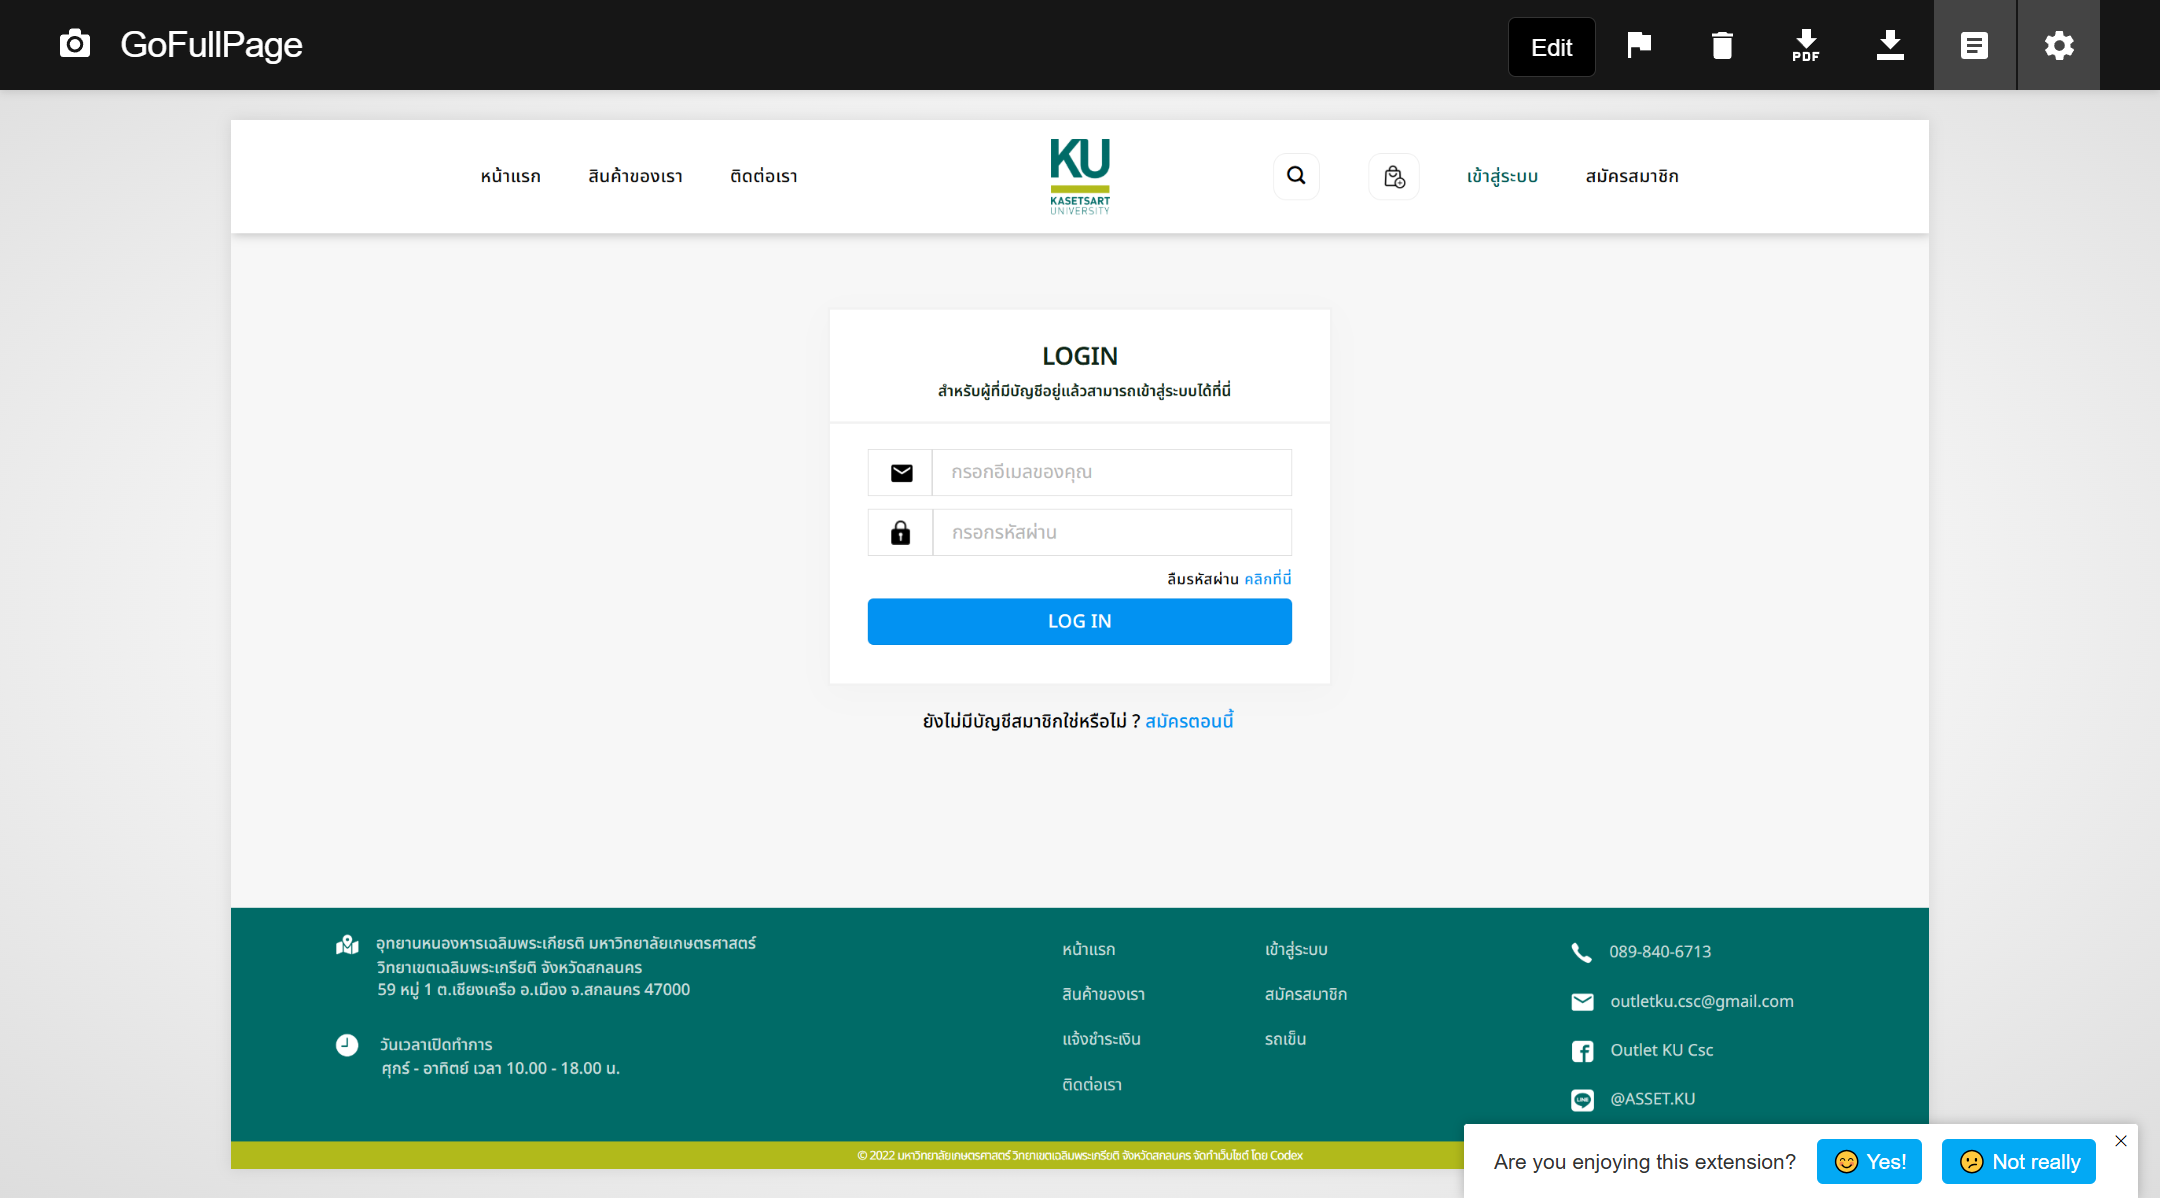 GoFullPage
Edit
PDF
หน้าแรก
สินค้าของเรา
ติดต่อเรา
KU
KASETSART
UNIVERSITY
เข้าสู่ระบบ
สมัครสมาชิก
LOGIN
สำหรับผู้ที่มีบัญชีอยู่แล้วสามารถเข้าสู่ระบบได้ที่นี่
กรอกอีเมลของคุณ
กรอกรหัสผ่าน
ลืมรหัสผ่าน คลิกที่นี่
LOG IN
ยังไม่มีบัญชีสมาชิกใช่หรือไม่ ? สมัครตอนนี้
อุทยานหนองหารเฉลิมพระเกียรติ มหาวิทยาลัยเกษตรศาสตร์
วิทยาเขตเฉลิมพระเกรียติ จังหวัดสกลนคร
59 หมู่ 1 ต.เชียงเครือ อ.เมือง จ.สกลนคร 47000
วันเวลาเปิดทำการ
ศุกร์ - อาทิตย์ เวลา 10.00 - 18.00 น.
หน้าแรก
สินค้าของเรา
แจ้งชำระเงิน
ติดต่อเรา
เข้าสู่ระบบ
สมัครสมาชิก
รถเข็น
089-840-6713
outletku.csc@gmail.com
Outlet KU Csc
LINE
@ASSET.KU
© 2022 มหาวิทยาลัยเกษตรศาสตร์ วิทยาเขตเฉลิมพระเกรียติ จังหวัดสกลนคร จัดทำเว็บไซต์ โดย Codex
Are you enjoying this extension?
Yes!
Not really